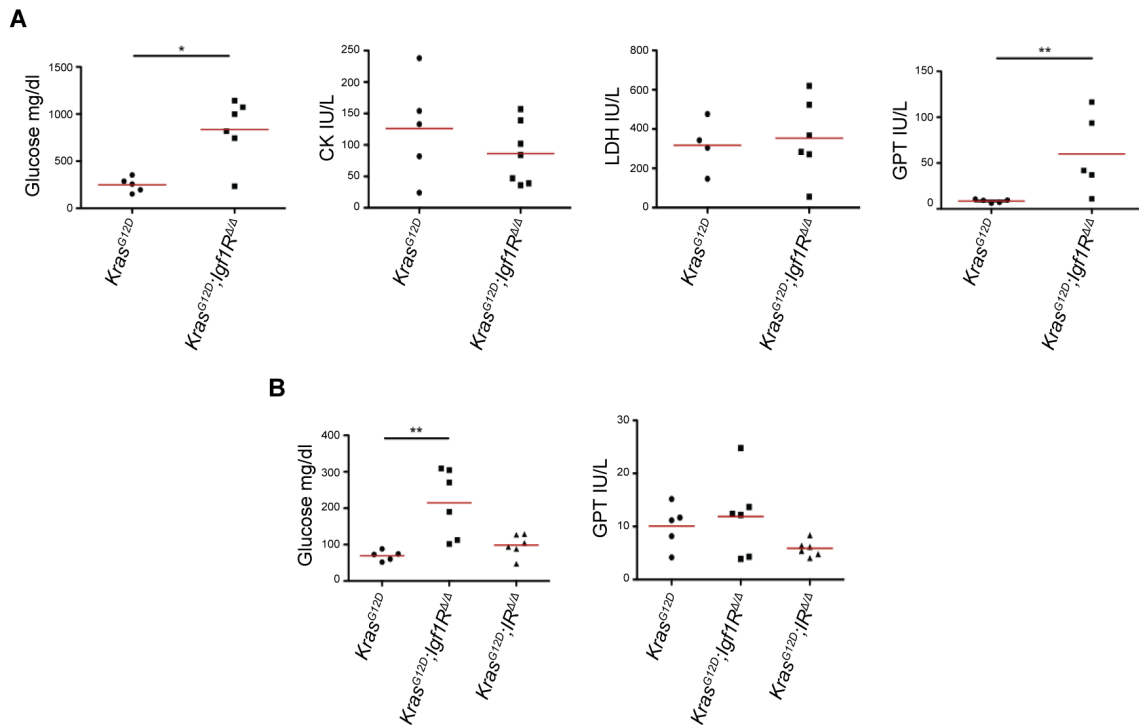 A
*
Glucose mg/dl
1500
1000
500
0
Kras^G12D
Kras^G12D;Igf1R^Δ/Δ
CK IU/L
250
200
150
100
50
0
Kras^G12D
Kras^G12D;Igf1R^Δ/Δ
LDH IU/L
800
600
400
200
0
Kras^G12D
Kras^G12D;Igf1R^Δ/Δ
**
GPT IU/L
150
100
50
0
Kras^G12D
Kras^G12D;Igf1R^Δ/Δ
B
**
Glucose mg/dl
400
300
200
100
0
Kras^G12D
Kras^G12D;Igf1R^Δ/Δ
Kras^G12D;IR^Δ/Δ
GPT IU/L
30
20
10
0
Kras^G12D
Kras^G12D;Igf1R^Δ/Δ
Kras^G12D;IR^Δ/Δ